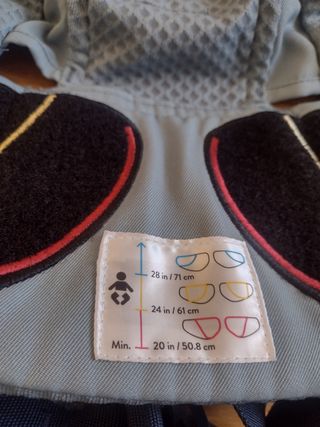 28 in / 71 cm
24 in / 61 cm
Min. 20 in / 50.8 cm